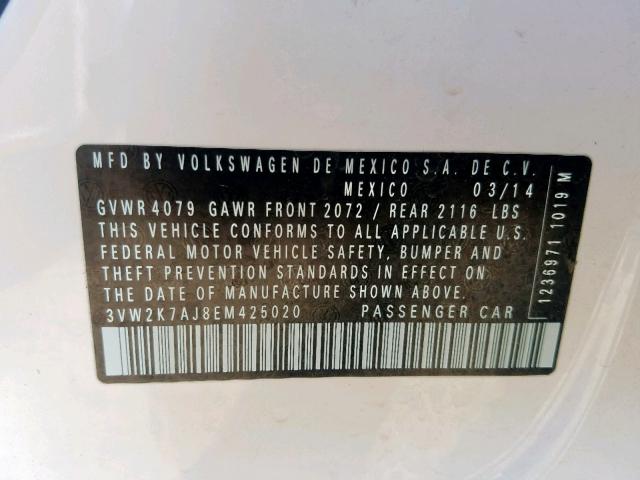 MFD BY VOLKSWAGEN DE MEXICO S.A. DE C.V.
MEXICO 03/14
GVWR 4079 GAWR FRONT 2072 / REAR 2116 LBS
THIS VEHICLE CONFORMS TO ALL APPLICABLE U.S.
FEDERAL MOTOR VEHICLE SAFETY, BUMPER AND
THEFT PREVENTION STANDARDS IN EFFECT ON
THE DATE OF MANUFACTURE SHOWN ABOVE.
3VW2K7AJ8EM425020 PASSENGER CAR
1236971 1019 M